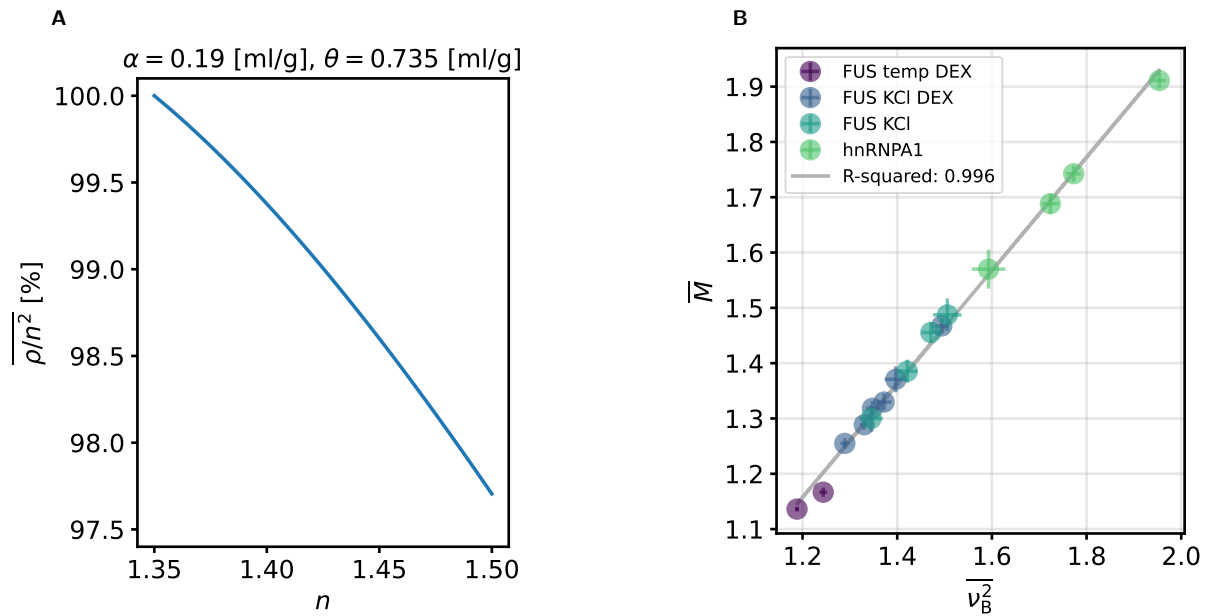 A
α = 0.19 [ml/g], θ = 0.735 [ml/g]
100.0
99.5
99.0
98.5
98.0
97.5
ρ/n² [%]
1.35 1.40 1.45 1.50
n
B
FUS temp DEX
FUS KCl DEX
FUS KCl
hnRNPA1
R-squared: 0.996
1.9
1.8
1.7
1.6
1.5
1.4
1.3
1.2
1.1
M
1.2 1.4 1.6 1.8 2.0
ν²_B